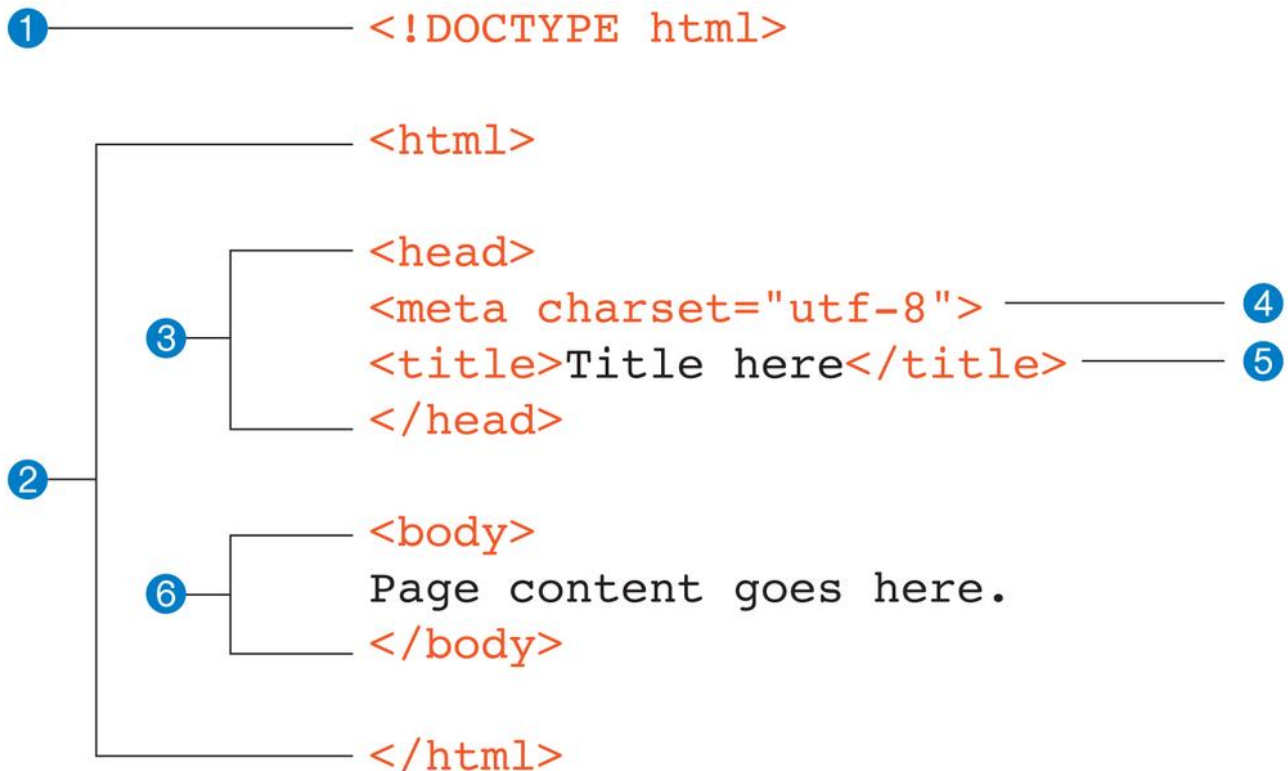 1 <!DOCTYPE html>
<html>
<head>
<meta charset="utf-8"> 4
3
<title>Title here</title> 5
</head>
2
<body>
6 Page content goes here.
</body>
</html>